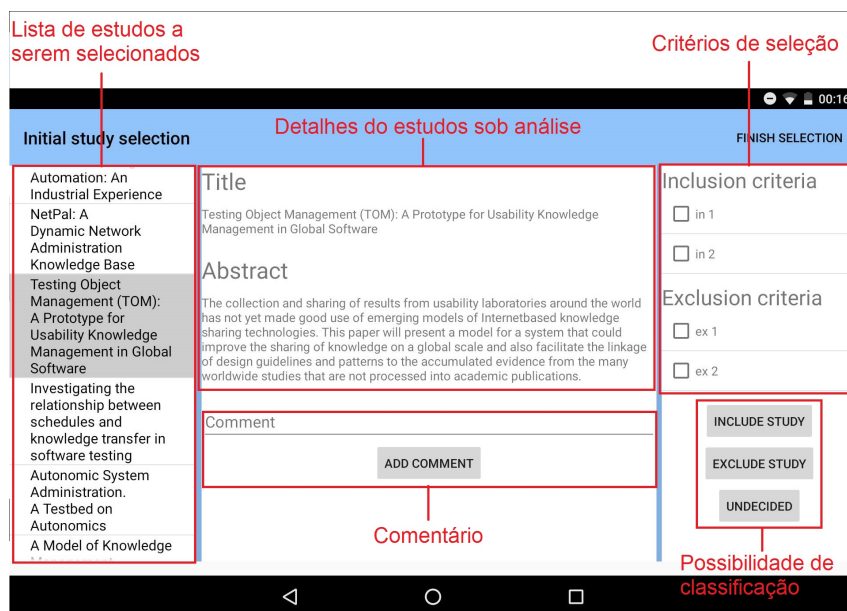 Lista de estudos a
serem selecionados
Critérios de seleção
00:16
Initial study selection
Detalhes do estudos sob análise
FINISH SELECTION
Automation: An
Industrial Experience
NetPal: A
Dynamic Network
Administration
Knowledge Base
Testing Object
Management (TOM):
A Prototype for
Usability Knowledge
Management in Global
Software
Investigating the
relationship between
schedules and
knowledge transfer in
software testing
Autonomic System
Administration.
A Testbed on
Autonomics
A Model of Knowledge
Title
Testing Object Management (TOM): A Prototype for Usability Knowledge
Management in Global Software
Abstract
The collection and sharing of results from usability laboratories around the world
has not yet made good use of emerging models of Internetbased knowledge
sharing technologies. This paper will present a model for a system that could
improve the sharing of knowledge on a global scale and also facilitate the linkage
of design guidelines and patterns to the accumulated evidence from the many
worldwide studies that are not processed into academic publications.
Comment
ADD COMMENT
Comentário
Inclusion criteria
in 1
in 2
Exclusion criteria
ex 1
ex 2
INCLUDE STUDY
EXCLUDE STUDY
UNDECIDED
Possibilidade de
classificação